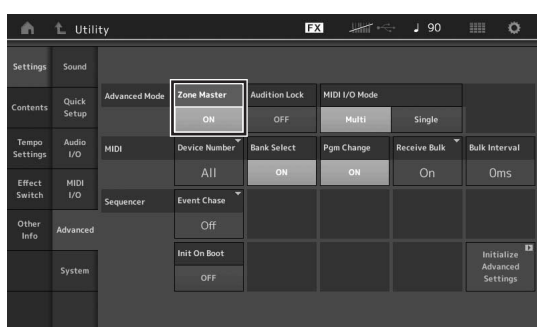 Utility
FX
♩ 90
Settings
Sound
Contents
Quick
Setup
Tempo
Settings
Audio
I/O
Effect
Switch
MIDI
I/O
Other
Info
Advanced
System
Advanced Mode
Zone Master
ON
Audition Lock
OFF
MIDI I/O Mode
Multi
Single
MIDI
Device Number
All
Bank Select
ON
Pgm Change
ON
Receive Bulk
On
Bulk Interval
0ms
Sequencer
Event Chase
Off
Init On Boot
OFF
Initialize
Advanced
Settings